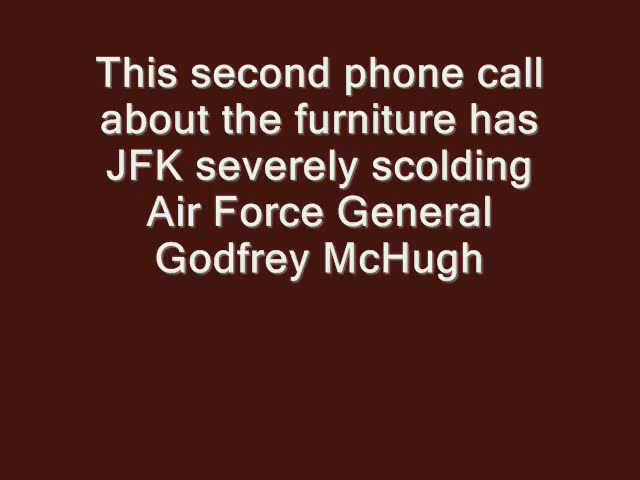 This second phone call
about the furniture has
JFK severely scolding
Air Force General
Godfrey McHugh